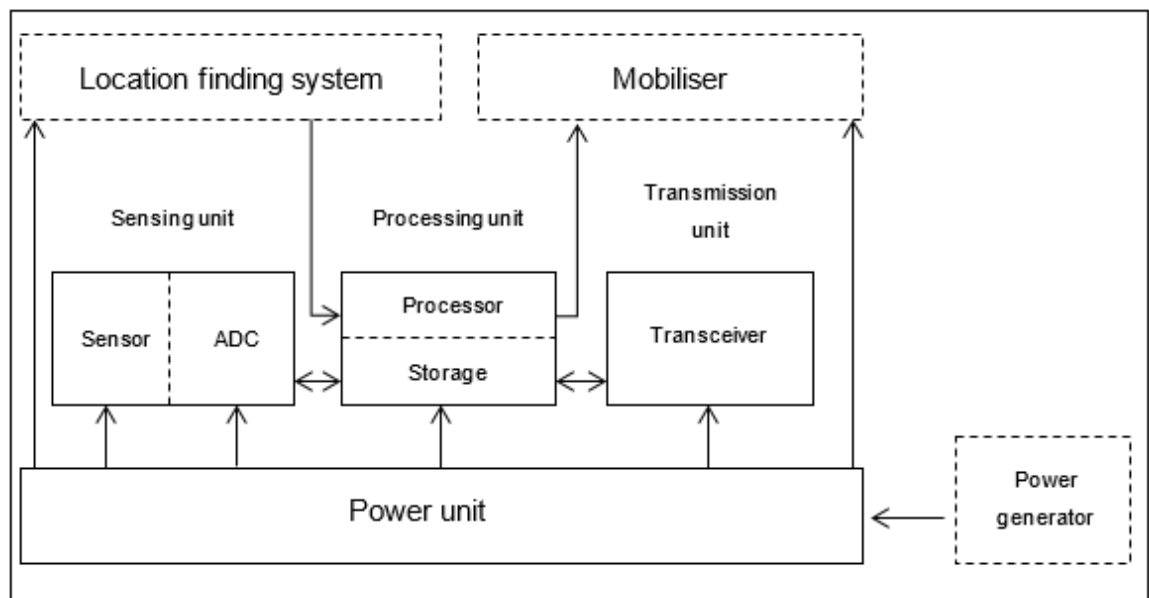 Location finding system
Mobiliser
Sensing unit
Processing unit
Transmission
unit
Sensor
ADC
Processor
Storage
Transceiver
Power unit
Power
generator